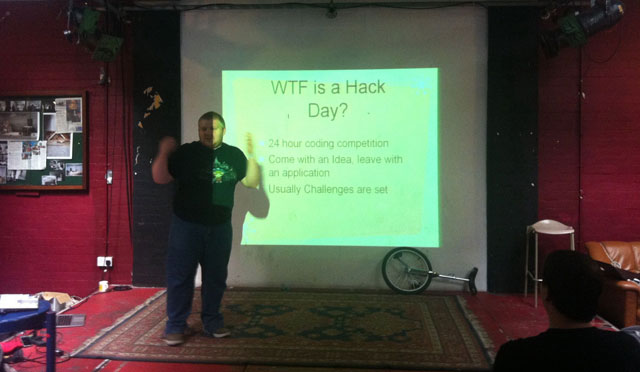 WTF is a Hack
Day?
24 hour coding competition
Come with an Idea, leave with
an application
Usually Challenges are set